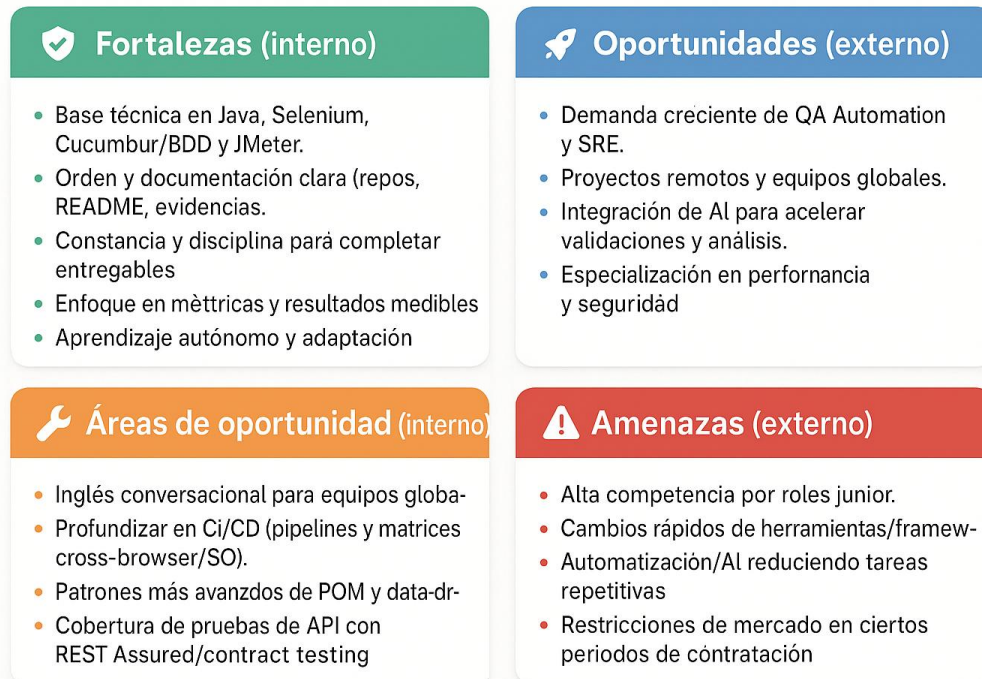 Fortalezas (interno)
Base técnica en Java, Selenium,
Cucumbur/BDD y JMeter.
Orden y documentación clara (repos,
README, evidencias.
Constancia y disciplina pará completar
entregables
Enfoque en mèttricas y resultados medibles
Aprendizaje autónomo y adaptación
Oportunidades (externo)
Demanda creciente de QA Automation
y SRE.
Proyectos remotos y equipos globales.
Integración de AI para acelerar
validaciones y análisis.
Especialización en perfornancia
y seguridád
Áreas de oportunidad (interno)
Inglés conversacional para equipos globa-
Profundizar en Ci/CD (pipelines y matrices
cross-browser/SO).
Patrones más avanzdos de POM y data-dr-
Cobertura de pruebas de API con
REST Assured/contract testing
Amenazas (externo)
Alta competencia por roles junior.
Cambios rápidos de herramientas/framew-
Automatización/AI reduciendo tareas
repetitivas
Restricciones de mercado en ciertos
periodos de cóntratación